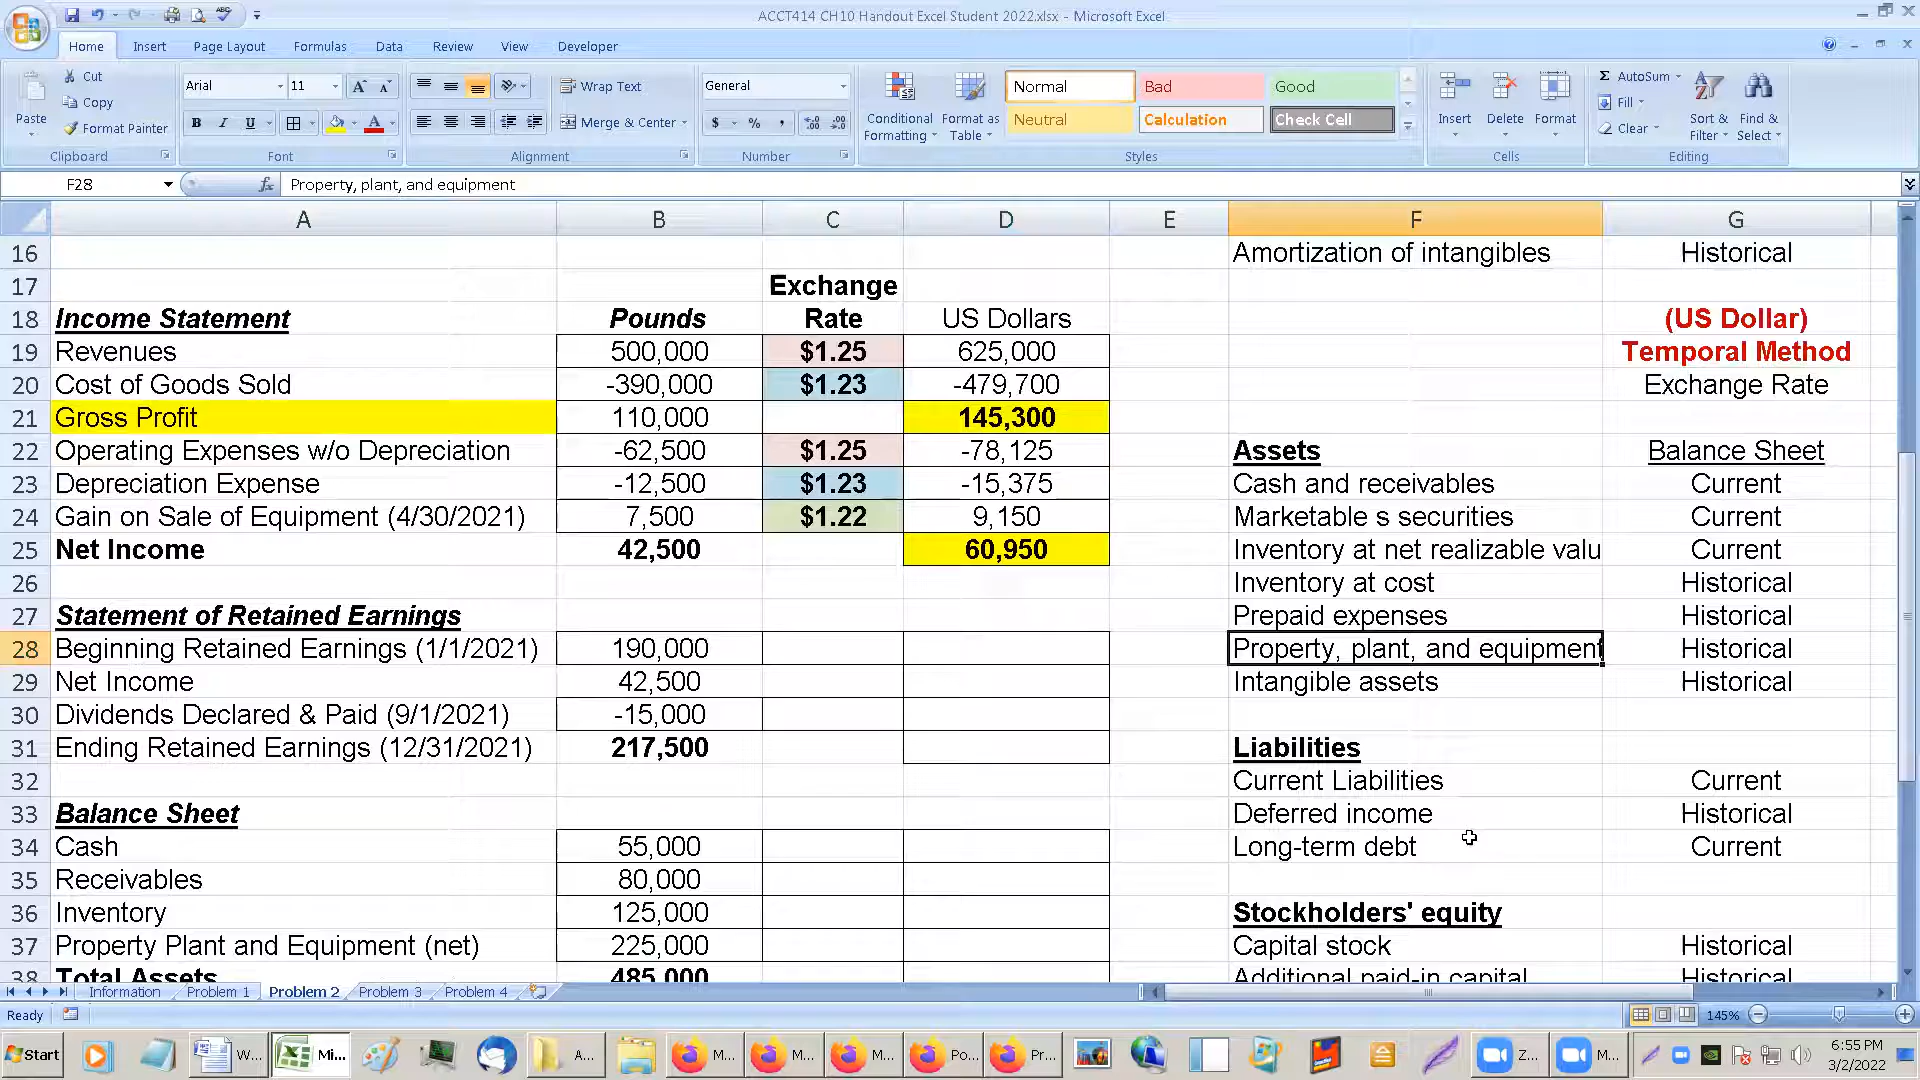 ACCT414 CH10 Handout Excel Student 2022.xlsx - Microsoft Excel
Home Insert Page Layout Formulas Data Review View Developer
Paste Cut Copy Format Painter Clipboard
Arial 11 B I U Font
Wrap Text Merge & Center Alignment
General $ % , Number
Conditional Formatting Format as Table
Normal Bad Good
Neutral Calculation Check Cell
Styles
Insert Delete Format Cells
Σ AutoSum Fill Clear Sort & Filter Find & Select Editing
F28 fx Property, plant, and equipment
A B C D E F G
16 Amortization of intangibles Historical
17 Exchange
18 Income Statement Pounds Rate US Dollars (US Dollar)
19 Revenues 500,000 $1.25 625,000 Temporal Method
20 Cost of Goods Sold -390,000 $1.23 -479,700 Exchange Rate
21 Gross Profit 110,000 145,300
22 Operating Expenses w/o Depreciation -62,500 $1.25 -78,125 Assets Balance Sheet
23 Depreciation Expense -12,500 $1.23 -15,375 Cash and receivables Current
24 Gain on Sale of Equipment (4/30/2021) 7,500 $1.22 9,150 Marketable s securities Current
25 Net Income 42,500 60,950 Inventory at net realizable valu Current
26 Inventory at cost Historical
27 Statement of Retained Earnings Prepaid expenses Historical
28 Beginning Retained Earnings (1/1/2021) 190,000 Property, plant, and equipment Historical
29 Net Income 42,500 Intangible assets Historical
30 Dividends Declared & Paid (9/1/2021) -15,000
31 Ending Retained Earnings (12/31/2021) 217,500 Liabilities
32 Current Liabilities Current
33 Balance Sheet Deferred income Historical
34 Cash 55,000 Long-term debt Current
35 Receivables 80,000
36 Inventory 125,000 Stockholders' equity
37 Property Plant and Equipment (net) 225,000 Capital stock Historical
38 Total Assets 485,000 Additional paid-in capital Historical
Information Problem 1 Problem 2 Problem 3 Problem 4
Ready 145%
Start W... Mi... A... M... M... M... Po... Pr... Z... M... 6:55 PM
3/2/2022